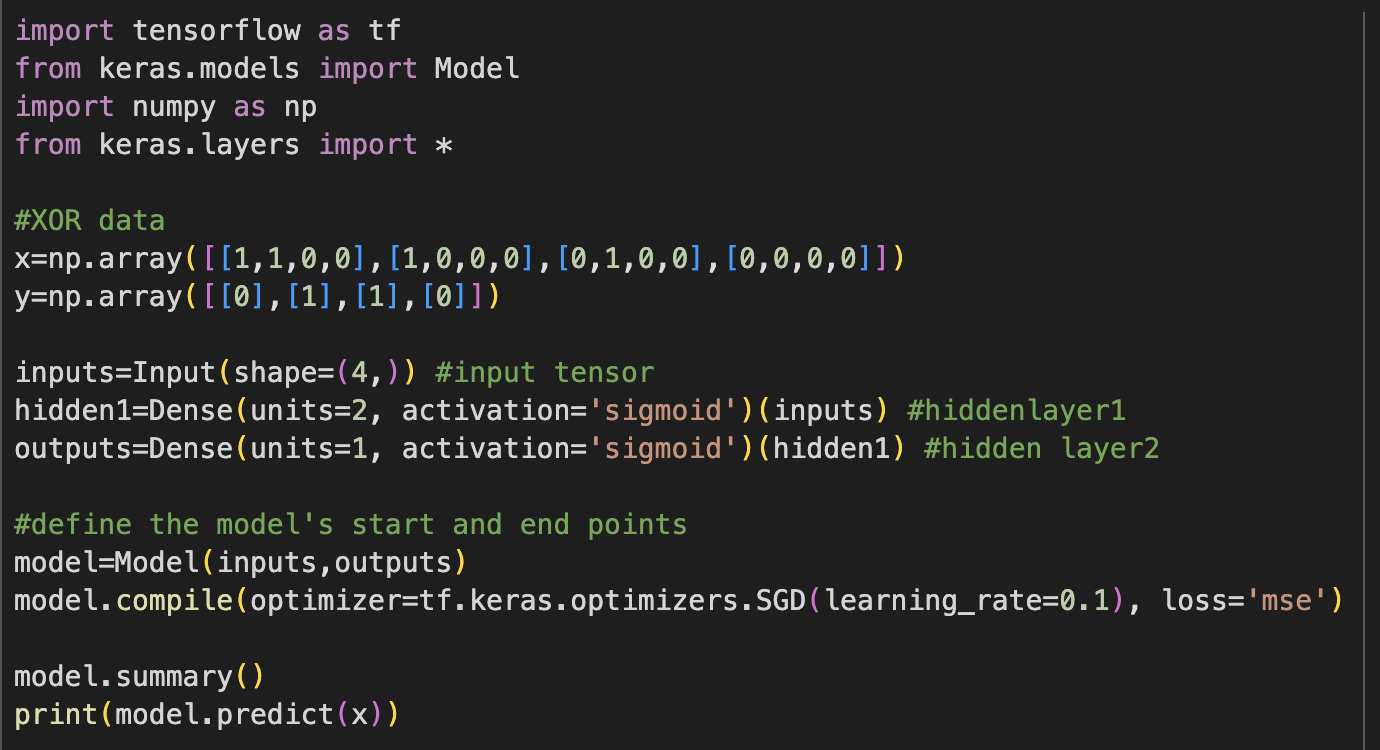 import tensorflow as tf
from keras.models import Model
import numpy as np
from keras.layers import *
#XOR data
x=np.array([[1,1,0,0],[1,0,0,0],[0,1,0,0],[0,0,0,0]])
y=np.array([[0],[1],[1],[0]])
inputs=Input(shape=(4,)) #input tensor
hidden1=Dense(units=2, activation='sigmoid')(inputs) #hiddenlayer1
outputs=Dense(units=1, activation='sigmoid')(hidden1) #hidden layer2
#define the model's start and end points
model=Model(inputs,outputs)
model.compile(optimizer=tf.keras.optimizers.SGD(learning_rate=0.1), loss='mse')
model.summary()
print(model.predict(x))